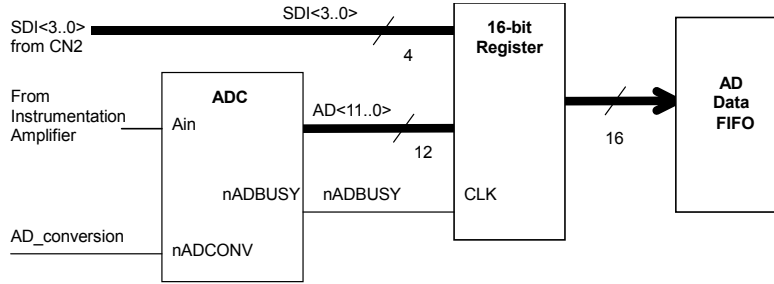 SDI<3..0>
from CN2
SDI<3..0>
4
16-bit
Register
AD
Data
FIFO
16
From
Instrumentation
Amplifier
ADC
Ain
AD<11..0>
12
nADBUSY
nADBUSY
CLK
AD_conversion
nADCONV